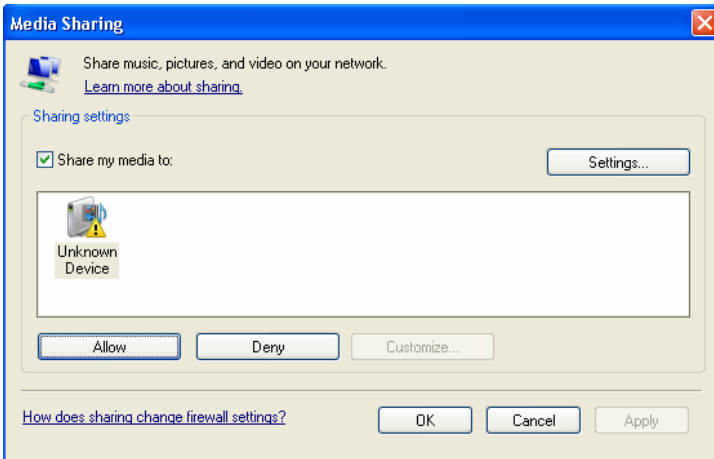 Media Sharing
Share music, pictures, and video on your network.
Learn more about sharing.
Sharing settings
Share my media to:
Settings...
Unknown
Device
Allow
Deny
Customize...
How does sharing change firewall settings?
OK
Cancel
Apply